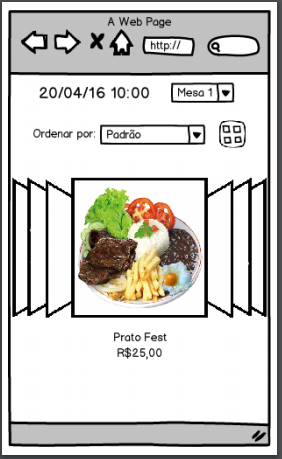 A Web Page
http://
20/04/16 10:00 Mesa 1
Ordenar por: Padrão
Prato Fest
R$25,00